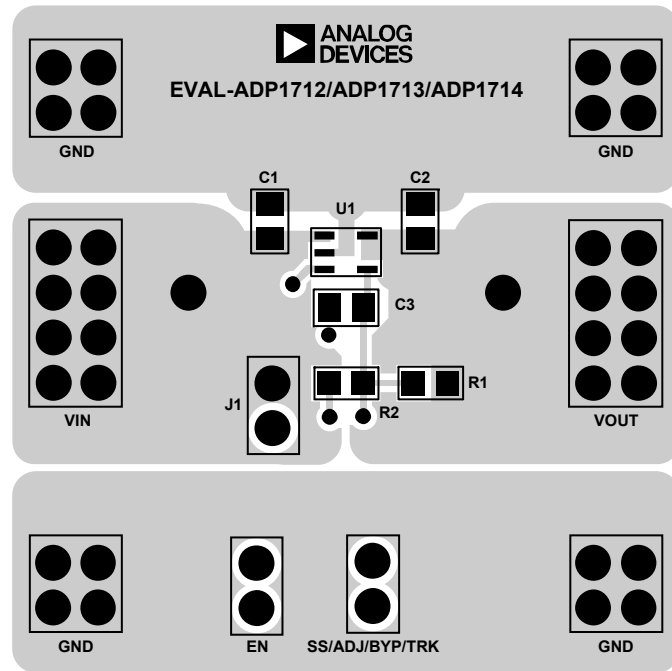 ANALOG
DEVICES
EVAL-ADP1712/ADP1713/ADP1714
GND
GND
C1
C2
U1
C3
J1
R1
R2
VIN
VOUT
GND
EN
SS/ADJ/BYP/TRK
GND